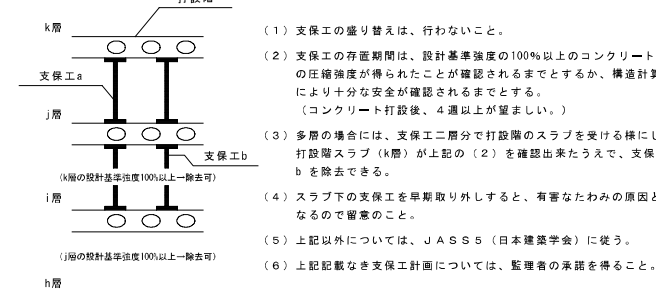 打設階
k層
支保工a
j層
支保工b
(k層の設計基準強度100%以上→除去可)
i層
(j層の設計基準強度100%以上→除去可)
h層
(1) 支保工の盛り替えは、行わないこと。
(2) 支保工の存置期間は、設計基準強度の100%以上のコンクリート
の圧縮強度が得られたことが確認されるまでとするか、構造計算
により十分な安全が確認されるまでとする。
(コンクリート打設後、4週以上が望ましい。)
(3) 多層の場合には、支保工二層分で打設階のスラブを受ける様にし
打設階スラブ(k層)が上記の(2)を確認出来たうえで、支保
bを除去できる。
(4) スラブ下の支保工を早期取り外しすると、有害なたわみの原因と
なるので留意のこと。
(5) 上記以外については、JASS5(日本建築学会)に従う。
(6) 上記記載なき支保工計画については、監理者の承諾を得ること。